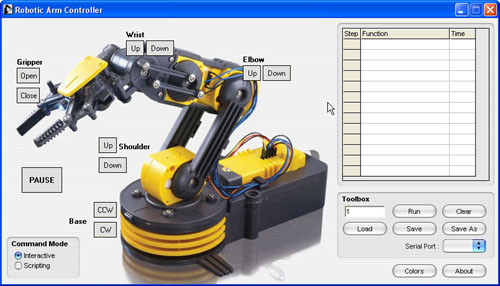 Robotic Arm Controller
Wrist
Up Down
Gripper
Open
Close
Elbow
Up Down
Up
Shoulder
Down
PAUSE
Base
CCW
CW
Command Mode
Interactive
Scripting
Step Function Time
Toolbox
1 Run Clear
Load Save Save As
Serial Port :
Colors About